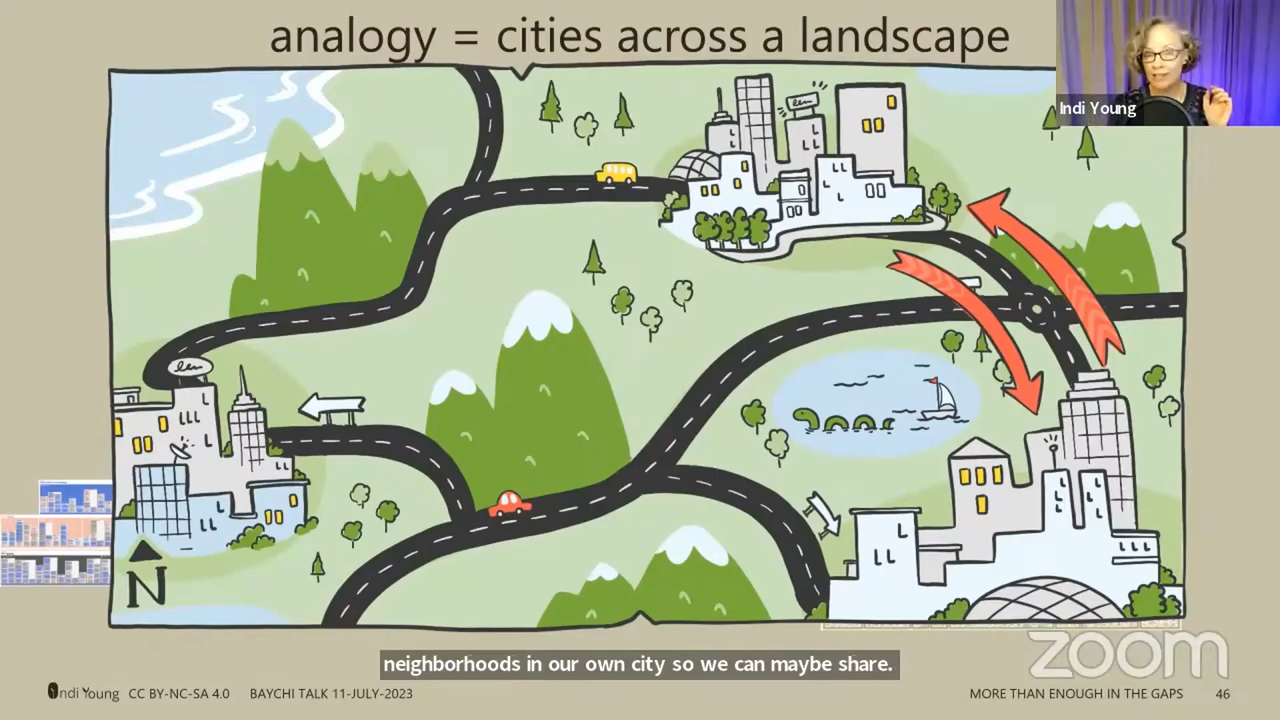 analogy = cities across a landscape
Indi Young
N
zoom
neighborhoods in our own city so we can maybe share.
Indi Young CC BY-NC-SA 4.0 BAYCHI TALK 11-JULY-2023 MORE THAN ENOUGH IN THE GAPS 46